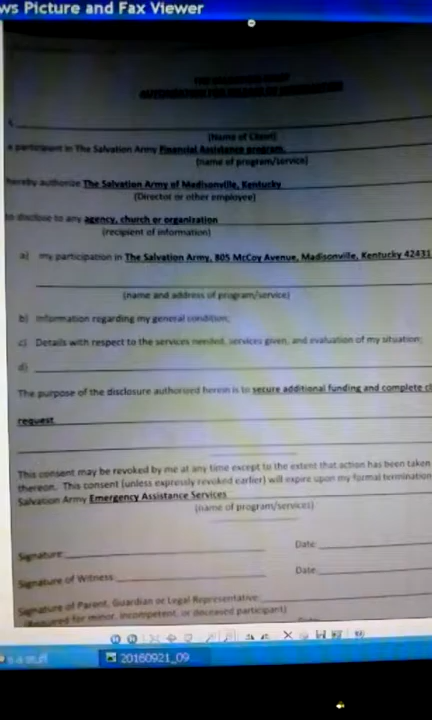 ws Picture and Fax Viewer
(Name of Client)
a participant in The Salvation Army Financial Assistance program.
(name of program/service)
hereby authorize The Salvation Army of Madisonville, Kentucky
(Director or other employee)
to disclose to any agency, church or organization
(recipient of information)
a) my participation in The Salvation Army, 805 McCoy Avenue, Madisonville, Kentucky 42431
(name and address of program/service)
b) Information regarding my general condition;
c) Details with respect to the services needed, services given, and evaluation of my situation;
d)
The purpose of the disclosure authorized herein is to secure additional funding and complete cl
request
This consent may be revoked by me at any time except to the extent that action has been taken
thereon. This consent (unless expressly revoked earlier) will expire upon my formal termination
Salvation Army Emergency Assistance Services
(name of program/services)
Signature: Date:
Signature of Witness: Date:
Signature of Parent, Guardian or Legal Representative:
(Required for minor, incompetent, or deceased participant)
20160921_09